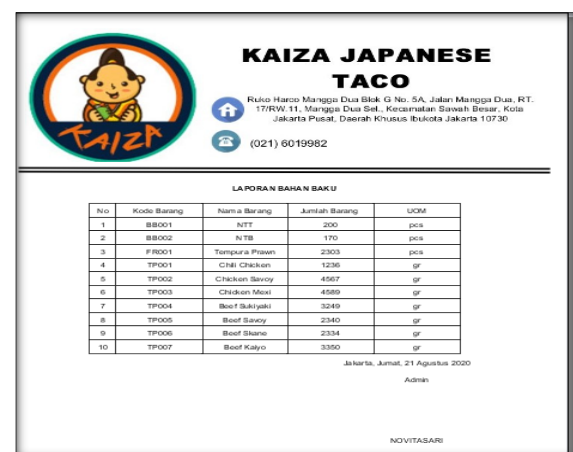 KAIZA
KAIZA JAPANESE
TACO
Ruko Harco Mangga Dua Blok G No. 5A, Jalan Mangga Dua, RT.
17/RW.11, Mangga Dua Sel., Kecamatan Sawah Besar, Kota
Jakarta Pusat, Daerah Khusus Ibukota Jakarta 10730
(021) 6019982
LAPORAN BAHAN BAKU
No Kode Barang Nama Barang Jumlah Barang UOM
1 BB001 NTT 200 pcs
2 BB002 NTB 170 pcs
3 FR001 Tempura Prawn 2303 pcs
4 TP001 Chili Chicken 1236 gr
5 TP002 Chicken Savoy 4567 gr
6 TP003 Chicken Mexi 4589 gr
7 TP004 Beef Sukiyaki 3249 gr
8 TP005 Beef Savoy 2340 gr
9 TP006 Beef Skane 2334 gr
10 TP007 Beef Kaiyo 3350 gr
Jakarta, Jumat, 21 Agustus 2020
Admin
NOVITASARI